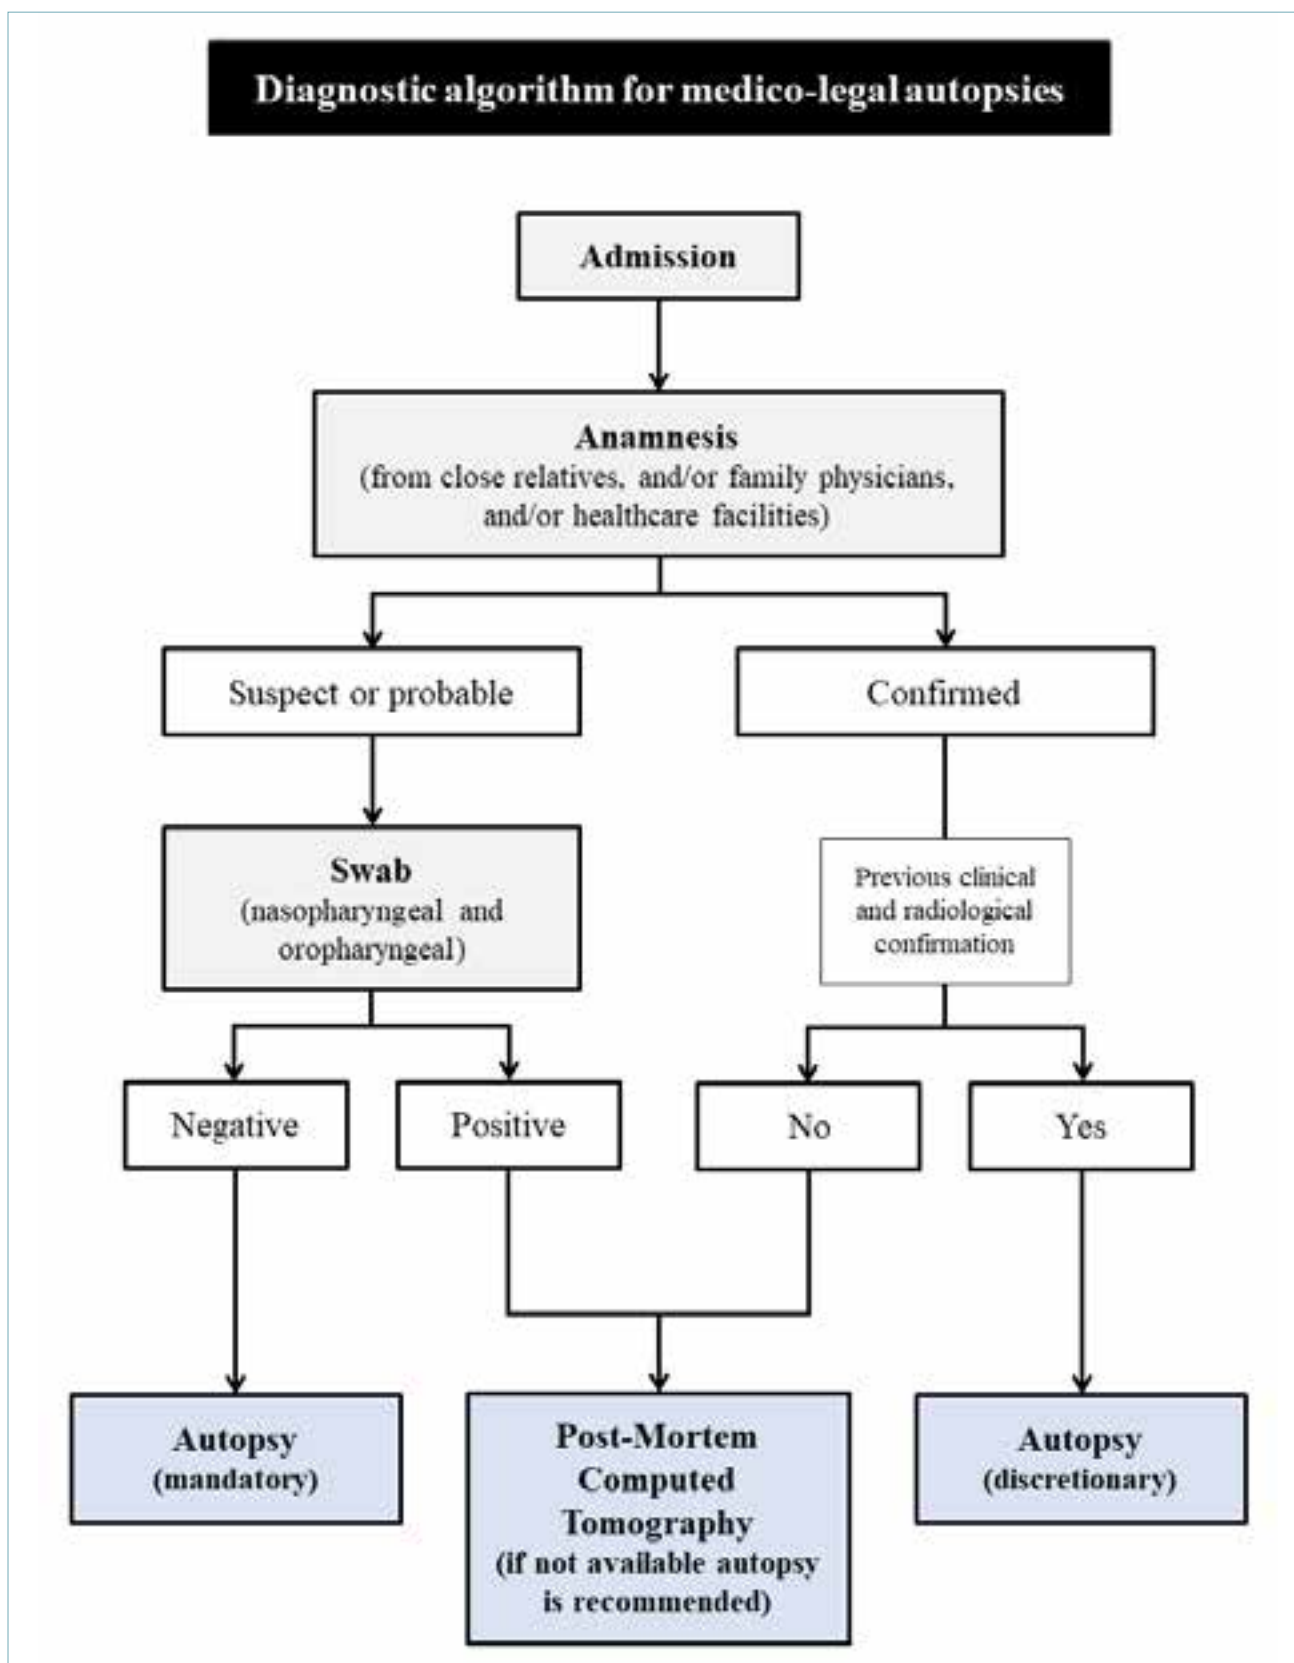 Diagnostic algorithm for medico-legal autopsies
Admission
Anamnesis
(from close relatives, and/or family physicians,
and/or healthcare facilities)
Suspect or probable
Confirmed
Swab
(nasopharyngeal and
oropharyngeal)
Previous clinical
and radiological
confirmation
Negative
Positive
No
Yes
Autopsy
(mandatory)
Post-Mortem
Computed
Tomography
(if not available autopsy
is recommended)
Autopsy
(discretionary)